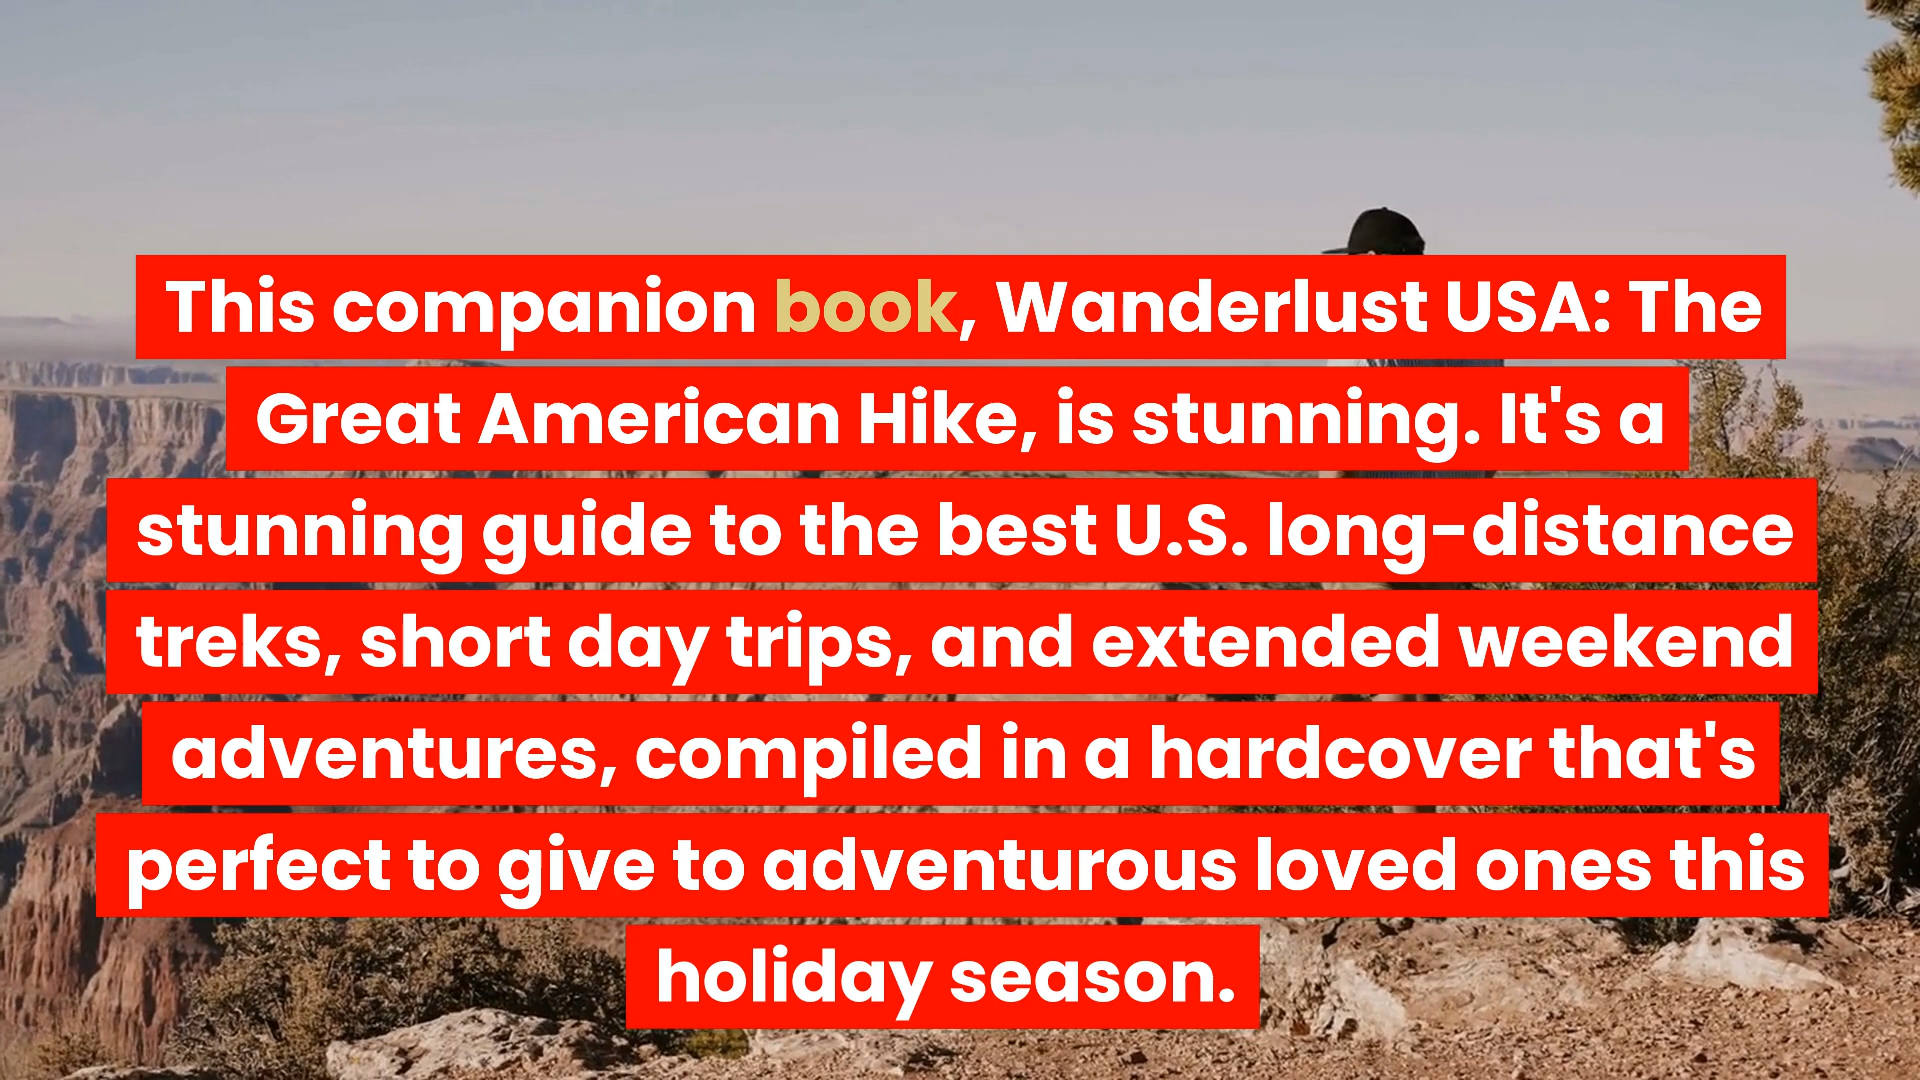 This companion book, Wanderlust USA: The
Great American Hike, is stunning. It's a
stunning guide to the best U.S. long-distance
treks, short day trips, and extended weekend
adventures, compiled in a hardcover that's
perfect to give to adventurous loved ones this
holiday season.